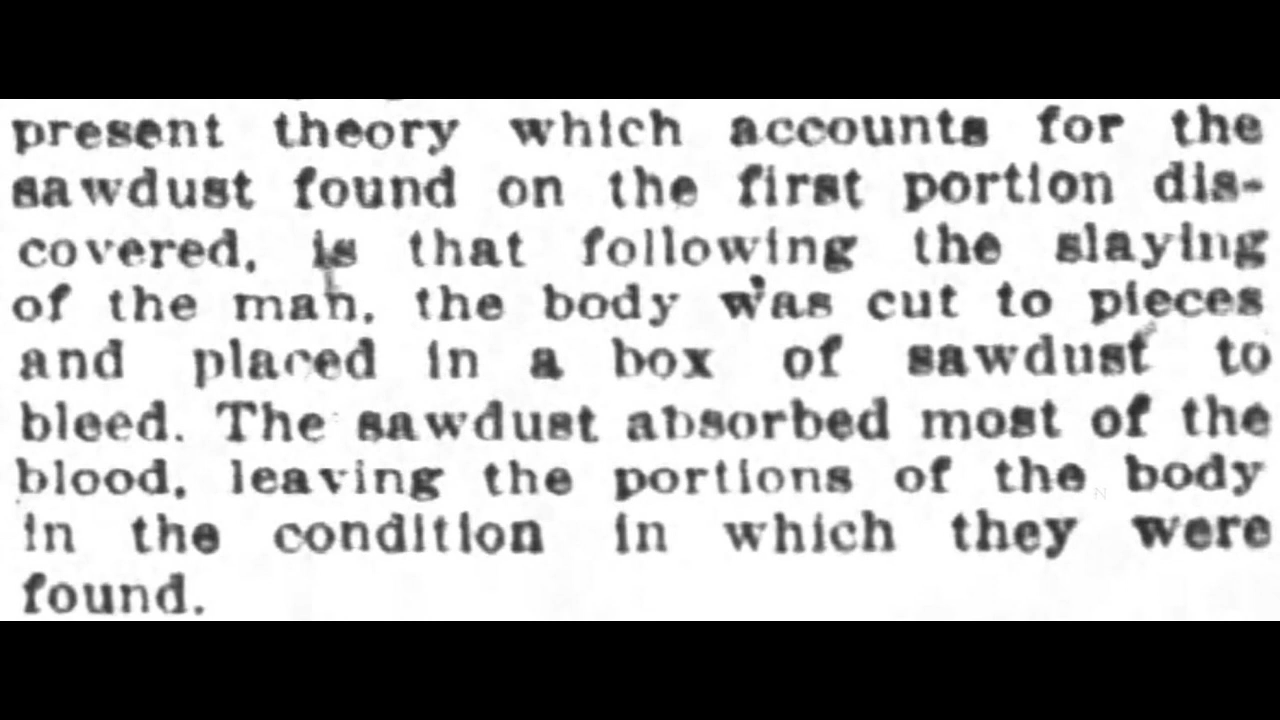 present theory which accounts for the
sawdust found on the first portion dis-
covered, is that following the slaying
of the man, the body was cut to pieces
and placed in a box of sawdust to
bleed. The sawdust absorbed most of the
blood, leaving the portions of the body
in the condition in which they were
found.